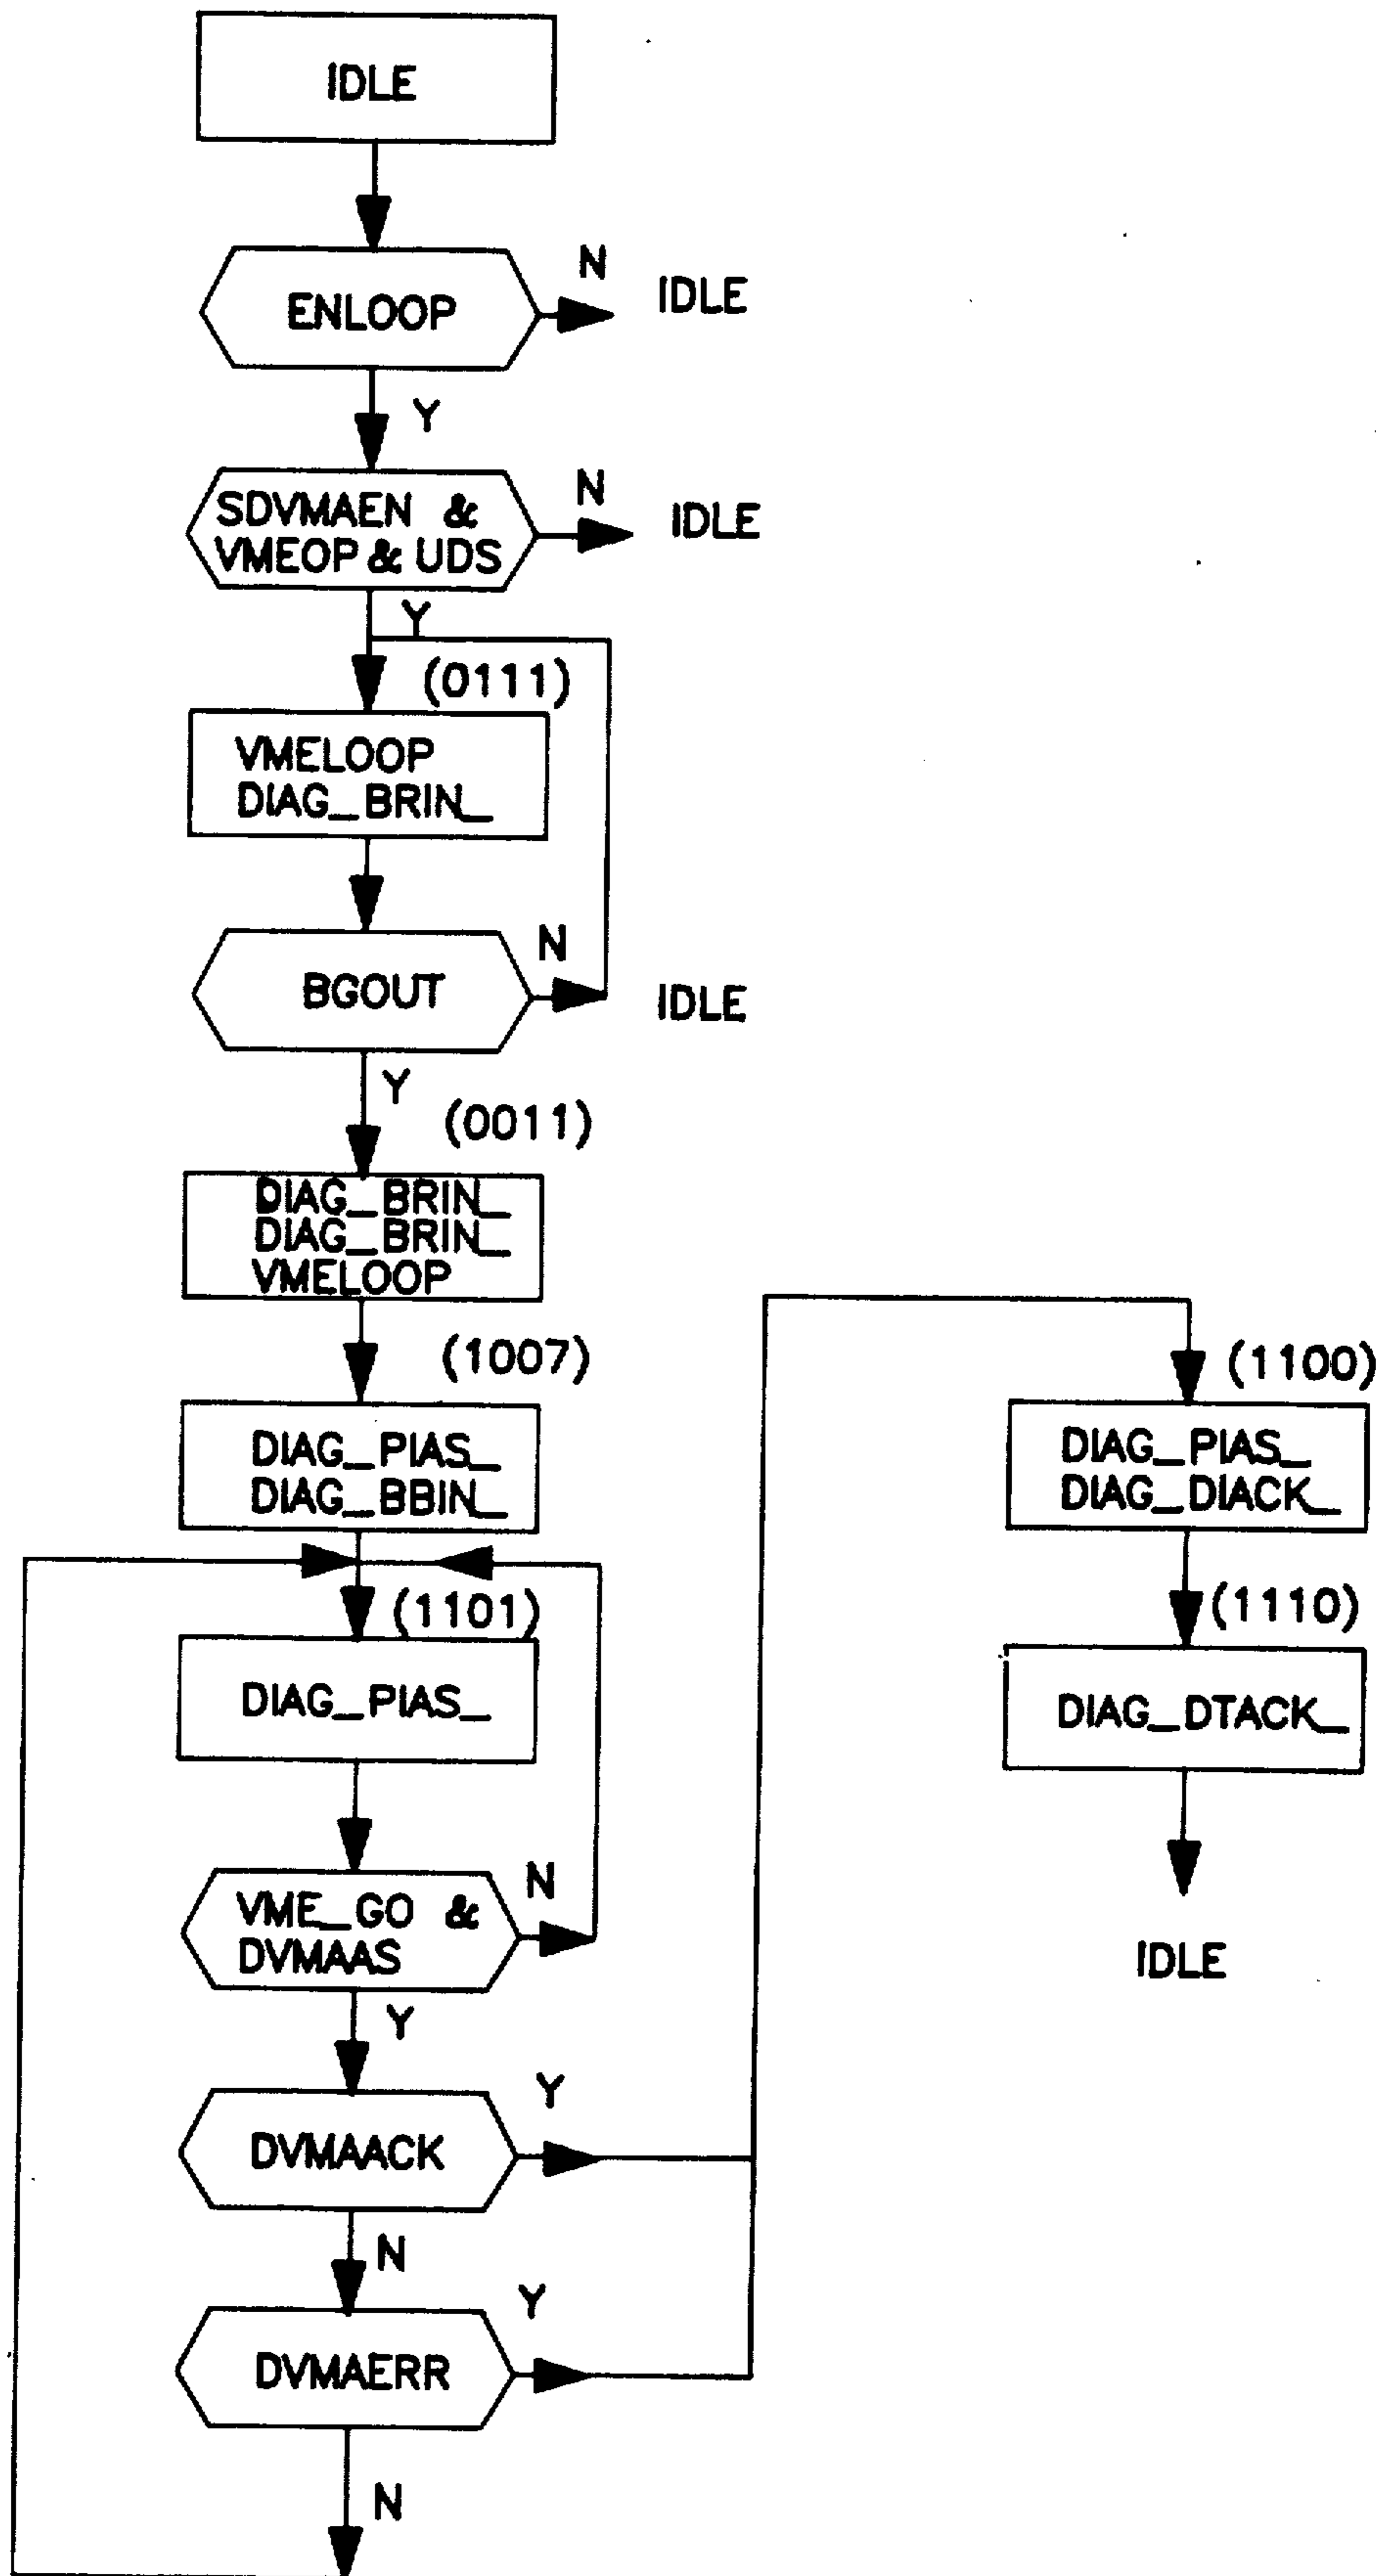 IDLE
N
IDLE
ENLOOP
Y
N
SDVMAEN &
IDLE
VMEOP & UDS
Y
(0111)
VMELOOP
DIAG_BRIN_
N
BGOUT
IDLE
Y
(0011)
DIAG_BRIN_
DIAG_BRIN_
VMELOOP
(1007)
DIAG_PIAS_
DIAG_BBIN_
(1101)
DIAG_PIAS_
N
VME_GO &
DVMAAS
Y
Y
DVMAACK
N
Y
DVMAERR
N
(1100)
DIAG_PIAS_
DIAG_DIACK_
(1110)
DIAG_DTACK_
IDLE